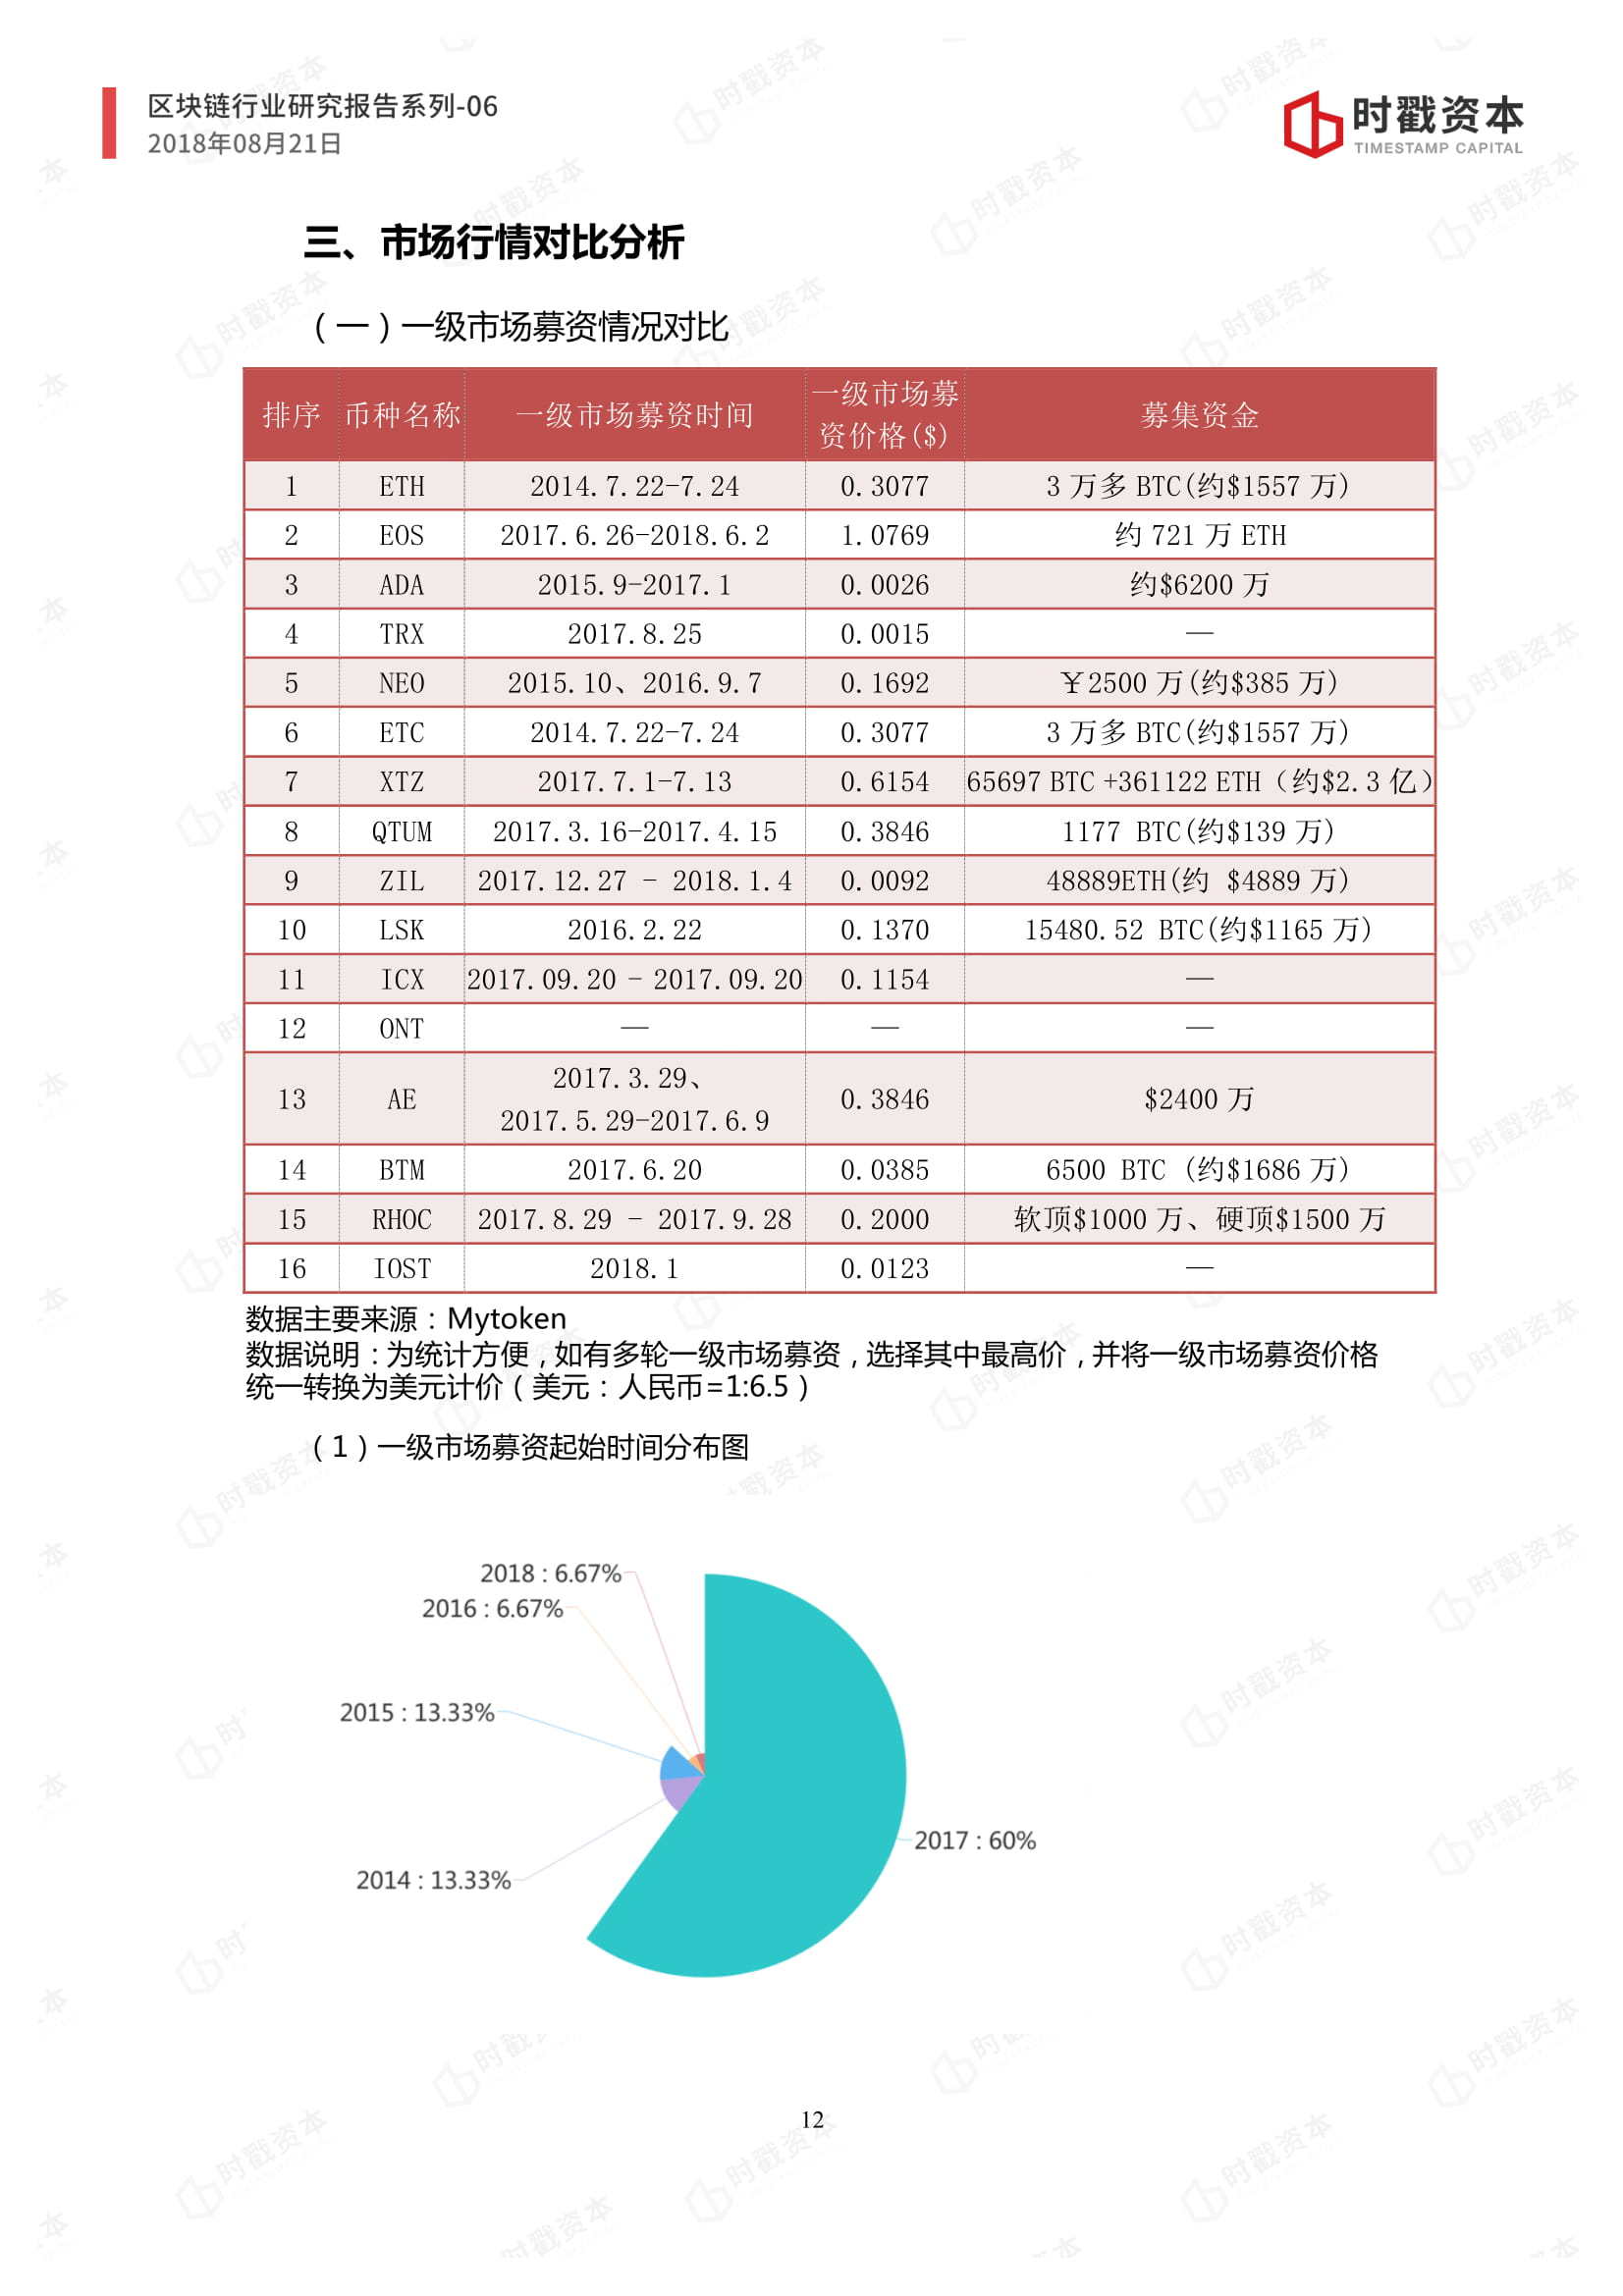 区块链行业研究报告系列-06
2018年08月21日
时戳资本
TIMESTAMP CAPITAL
三、市场行情对比分析
（一）一级市场募资情况对比
排序 币种名称 一级市场募资时间 一级市场募资价格($) 募集资金
1 ETH 2014.7.22-7.24 0.3077 3 万多 BTC(约$1557 万)
2 EOS 2017.6.26-2018.6.2 1.0769 约 721 万 ETH
3 ADA 2015.9-2017.1 0.0026 约$6200 万
4 TRX 2017.8.25 0.0015 —
5 NEO 2015.10、2016.9.7 0.1692 ￥2500 万(约$385 万)
6 ETC 2014.7.22-7.24 0.3077 3 万多 BTC(约$1557 万)
7 XTZ 2017.7.1-7.13 0.6154 65697 BTC +361122 ETH（约$2.3 亿）
8 QTUM 2017.3.16-2017.4.15 0.3846 1177 BTC(约$139 万)
9 ZIL 2017.12.27 - 2018.1.4 0.0092 48889ETH(约 $4889 万)
10 LSK 2016.2.22 0.1370 15480.52 BTC(约$1165 万)
11 ICX 2017.09.20 - 2017.09.20 0.1154 —
12 ONT — — —
13 AE 2017.3.29、2017.5.29-2017.6.9 0.3846 $2400 万
14 BTM 2017.6.20 0.0385 6500 BTC (约$1686 万)
15 RHOC 2017.8.29 - 2017.9.28 0.2000 软顶$1000 万、硬顶$1500 万
16 IOST 2018.1 0.0123 —
数据主要来源：Mytoken
数据说明：为统计方便，如有多轮一级市场募资，选择其中最高价，并将一级市场募资价格
统一转换为美元计价（美元：人民币=1:6.5）
（1）一级市场募资起始时间分布图
2018 : 6.67%
2016 : 6.67%
2015 : 13.33%
2017 : 60%
2014 : 13.33%
12